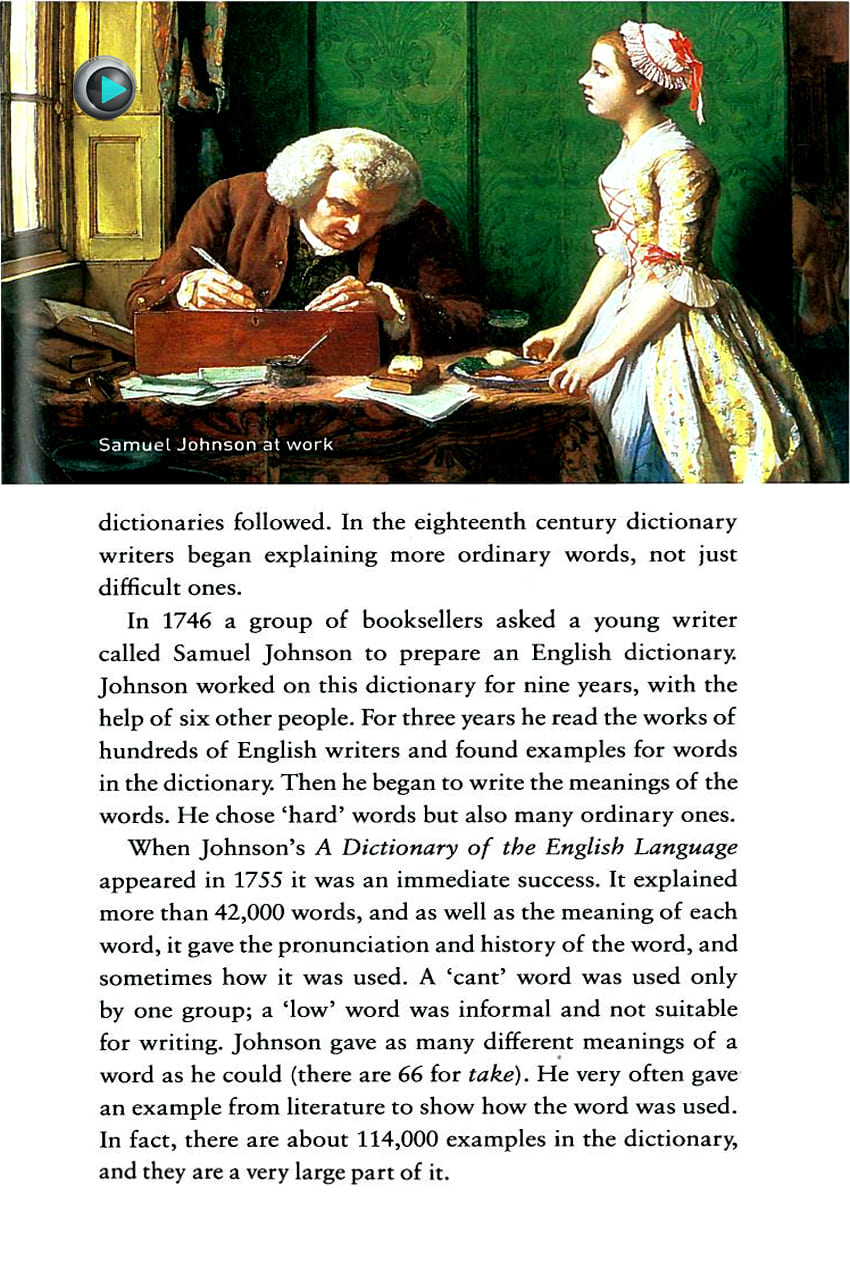 Samuel Johnson at work
dictionaries followed. In the eighteenth century dictionary
writers began explaining more ordinary words, not just
difficult ones.
In 1746 a group of booksellers asked a young writer
called Samuel Johnson to prepare an English dictionary.
Johnson worked on this dictionary for nine years, with the
help of six other people. For three years he read the works of
hundreds of English writers and found examples for words
in the dictionary. Then he began to write the meanings of the
words. He chose ‘hard’ words but also many ordinary ones.
When Johnson’s A Dictionary of the English Language
appeared in 1755 it was an immediate success. It explained
more than 42,000 words, and as well as the meaning of each
word, it gave the pronunciation and history of the word, and
sometimes how it was used. A ‘cant’ word was used only
by one group; a ‘low’ word was informal and not suitable
for writing. Johnson gave as many different meanings of a
word as he could (there are 66 for take). He very often gave
an example from literature to show how the word was used.
In fact, there are about 114,000 examples in the dictionary,
and they are a very large part of it.